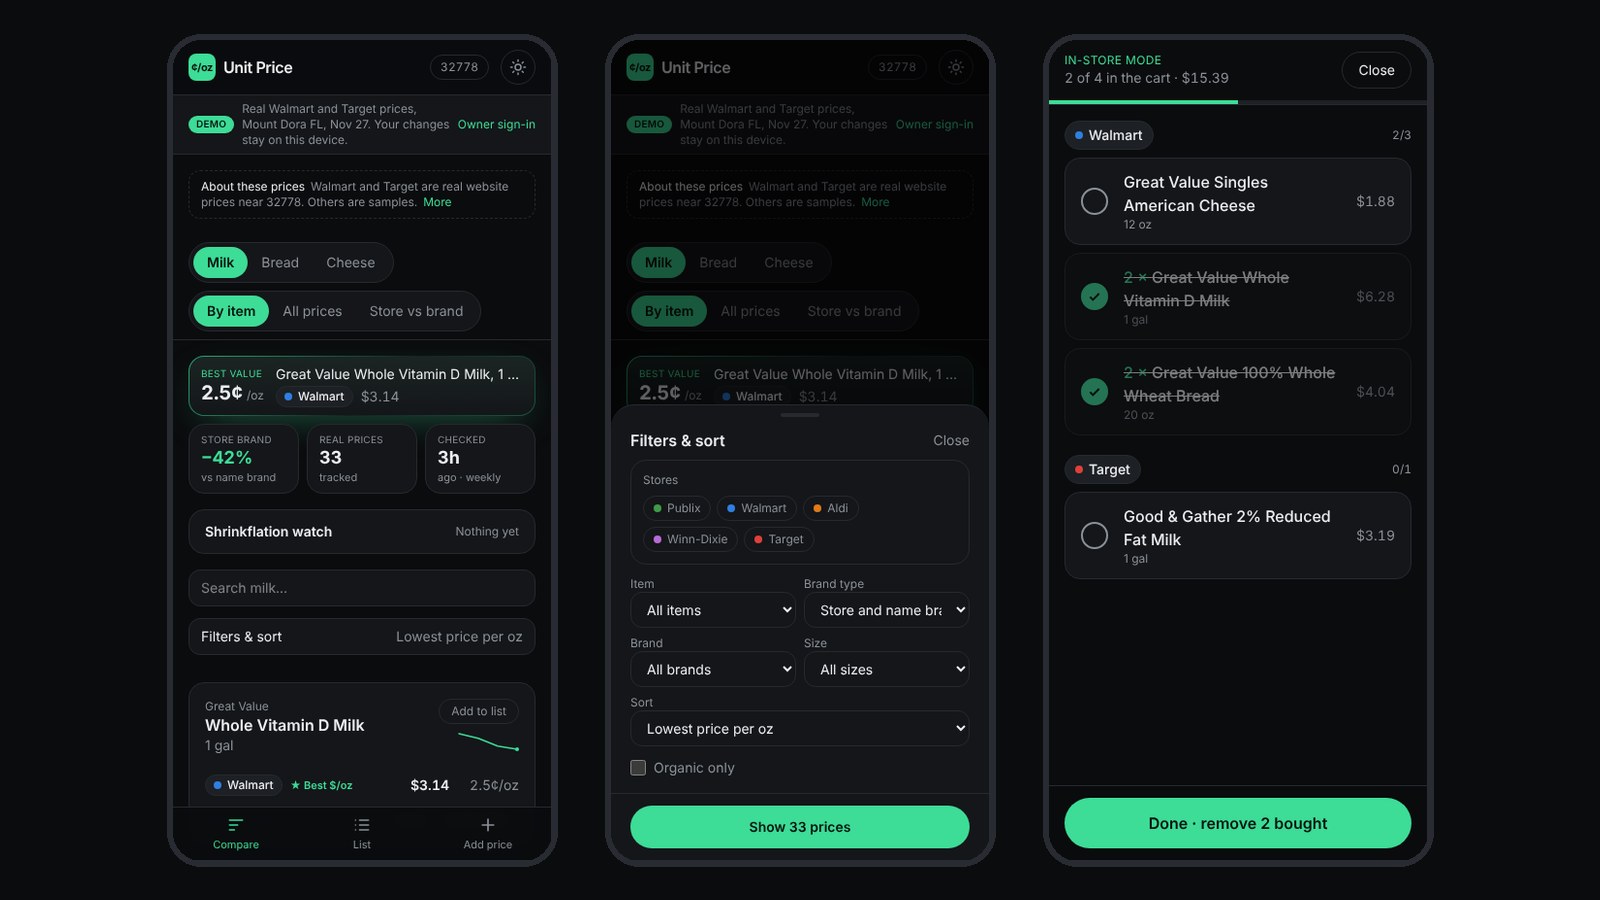 ¢/oz Unit Price 32778
DEMO Real Walmart and Target prices,
Mount Dora FL, Nov 27. Your changes Owner sign-in
stay on this device.
About these prices Walmart and Target are real website
prices near 32778. Others are samples. More
Milk Bread Cheese
By item All prices Store vs brand
BEST VALUE Great Value Whole Vitamin D Milk, 1 ...
2.5¢ /oz Walmart $3.14
STORE BRAND REAL PRICES CHECKED
−42% 33 3h
vs name brand tracked ago · weekly
Shrinkflation watch Nothing yet
Search milk...
Filters & sort Lowest price per oz
Great Value Add to list
Whole Vitamin D Milk
1 gal
Walmart ★ Best $/oz $3.14 2.5¢/oz
Compare List Add price
¢/oz Unit Price 32778
DEMO Real Walmart and Target prices,
Mount Dora FL, Nov 27. Your changes Owner sign-in
stay on this device.
About these prices Walmart and Target are real website
prices near 32778. Others are samples. More
Milk Bread Cheese
By item All prices Store vs brand
BEST VALUE Great Value Whole Vitamin D Milk, 1 ...
2.5¢ /oz Walmart $3.14
Filters & sort Close
Stores
Publix Walmart Aldi
Winn-Dixie Target
Item Brand type
All items Store and name bra
Brand Size
All brands All sizes
Sort
Lowest price per oz
Organic only
Show 33 prices
IN-STORE MODE
2 of 4 in the cart · $15.39 Close
Walmart 2/3
Great Value Singles
American Cheese $1.88
12 oz
2 × Great Value Whole
Vitamin D Milk $6.28
1 gal
2 × Great Value 100% Whole
Wheat Bread $4.04
20 oz
Target 0/1
Good & Gather 2% Reduced
Fat Milk $3.19
1 gal
Done · remove 2 bought